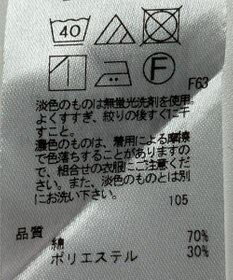 40
F
F63
淡色のものは無蛍光洗剤を使用。
よくすすぎ、絞りの後すぐに干
すこと。
濃色のものは、着用による摩擦
で色落ちすることがありますの
で、組合せの衣服にご注意くだ
さい。また、淡色のものとは別
にお洗い下さい。
105
品質
綿 70%
ポリエステル 30%